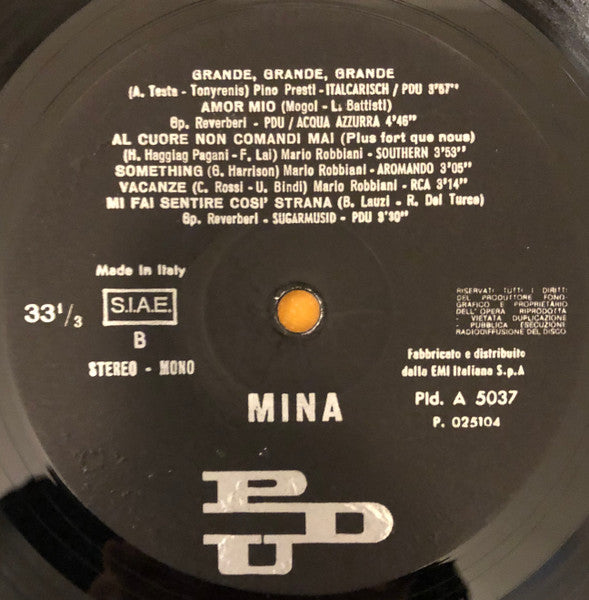 GRANDE, GRANDE, GRANDE
(A. Testa - Tonyrenis) Pino Presti - ITALCARISCH / PDU 3'57"
AMOR MIO (Mogol - L. Battisti)
Gp. Reverberi - PDU / ACQUA AZZURRA 4'46"
AL CUORE NON COMANDI MAI (Plus fort que nous)
(H. Haggiag Pagani - F. Lai) Mario Robbiani - SOUTHERN 3'53"
SOMETHING (G. Harrison) Mario Robbiani - AROMANDO 3'05"
VACANZE (C. Rossi - U. Bindi) Mario Robbiani - RCA 3'14"
MI FAI SENTIRE COSI' STRANA (B. Lauzi - R. Del Turco)
Gp. Reverberi - SUGARMUSID - PDU 3'30"
Made in Italy
33 1/3
S.I.A.E.
B
STEREO - MONO
RISERVATI TUTTI I DIRITTI
DEL PRODUTTORE FONO-
GRAFICO E PROPRIETARIO
DELL'OPERA RIPRODOTTA
- VIETATA DUPLICAZIONE
- PUBBLICA ESECUZIONE
RADIODIFFUSIONE DEL DISCO
Fabbricato e distribuito
dalla EMI Italiana S.p.A
Pld. A 5037
P. 025104
MINA
PDU